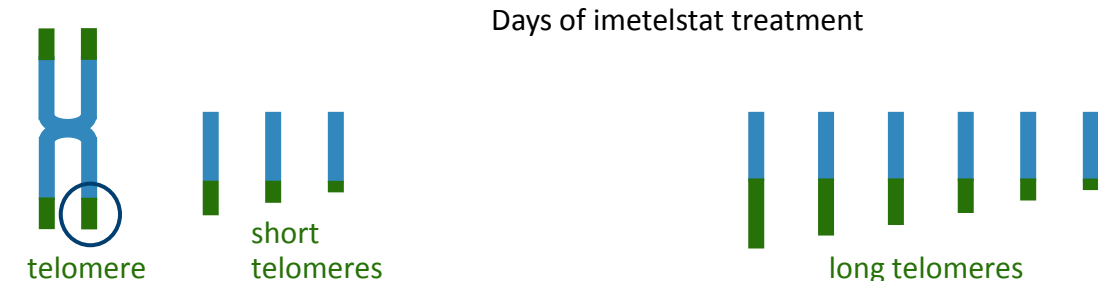 Days of imetelstat treatment
short
telomere
telomeres
long telomeres